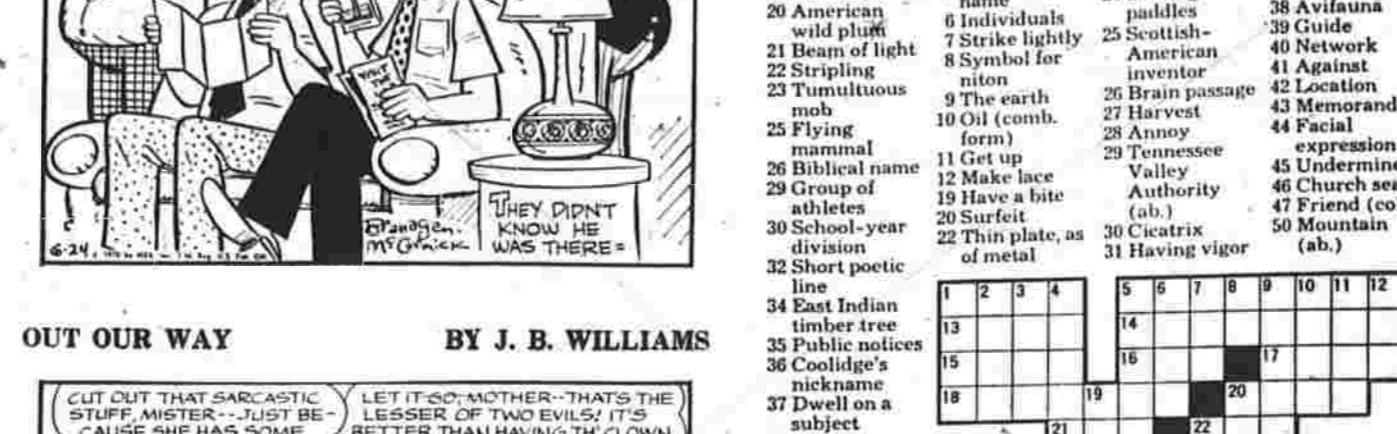 THEY DIDN'T
KNOW HE
WAS THERE=
Branagen-
McCormick
6-24
OUT OUR WAY
BY J. B. WILLIAMS
CUT OUT THAT SARCASTIC
STUFF, MISTER--JUST BE-
CAUSE SHE HAS SOME
LET IT GO, MOTHER--THAT'S THE
LESSER OF TWO EVILS! IT'S
BETTER THAN HAVING TH' CLOWN
20 American
wild plum
21 Beam of light
22 Stripling
23 Tumultuous
mob
25 Flying
mammal
26 Biblical name
29 Group of
athletes
30 School-year
division
32 Short poetic
line
34 East Indian
timber tree
35 Public notices
36 Coolidge's
nickname
37 Dwell on a
subject
name
6 Individuals
7 Strike lightly
8 Symbol for
niton
9 The earth
10 Oil (comb.
form)
11 Get up
12 Make lace
19 Have a bite
20 Surfeit
22 Thin plate, as
of metal
paddles
25 Scottish-
American
inventor
26 Brain passage
27 Harvest
28 Annoy
29 Tennessee
Valley
Authority
(ab.)
30 Cicatrix
31 Having vigor
38 Avifauna
39 Guide
40 Network
41 Against
42 Location
43 Memorand
44 Facial
expression
45 Undermin
46 Church sea
47 Friend (co
50 Mountain
(ab.)
1 2 3 4 5 6 7 8 9 10 11 12
13 14
15 16 17
18 19 20
21 22